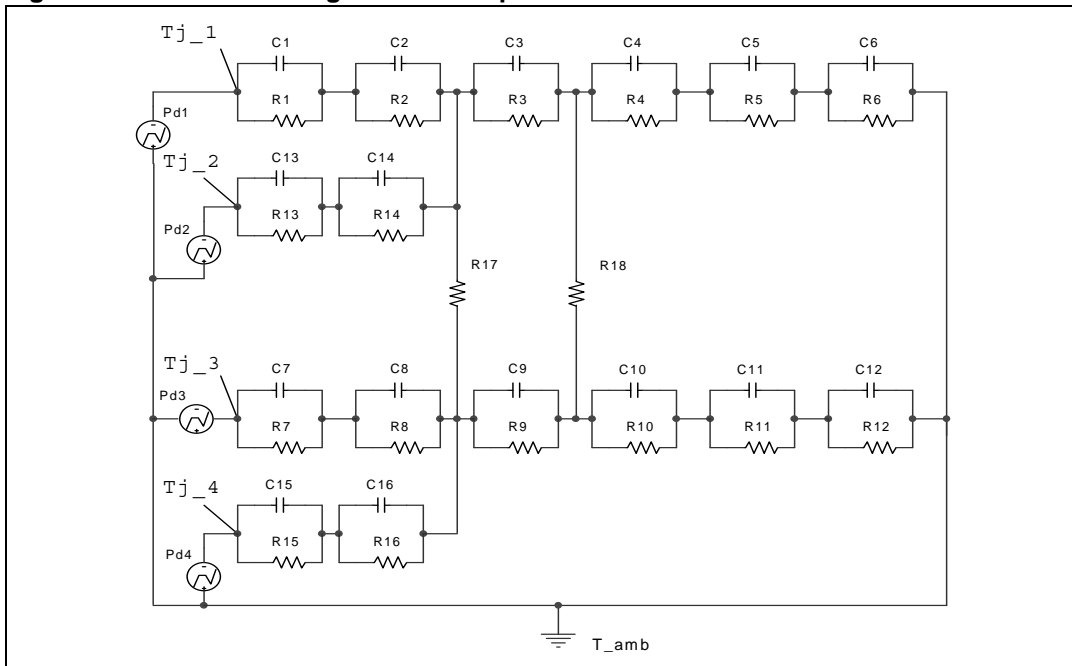 Tj_1
C1 C2 C3 C4 C5 C6
R1 R2 R3 R4 R5 R6
Pd1
Tj_2
C13 C14
R13 R14
Pd2
R17 R18
Tj_3
C7 C8 C9 C10 C11 C12
Pd3
R7 R8 R9 R10 R11 R12
Tj_4
C15 C16
R15 R16
Pd4
T_amb